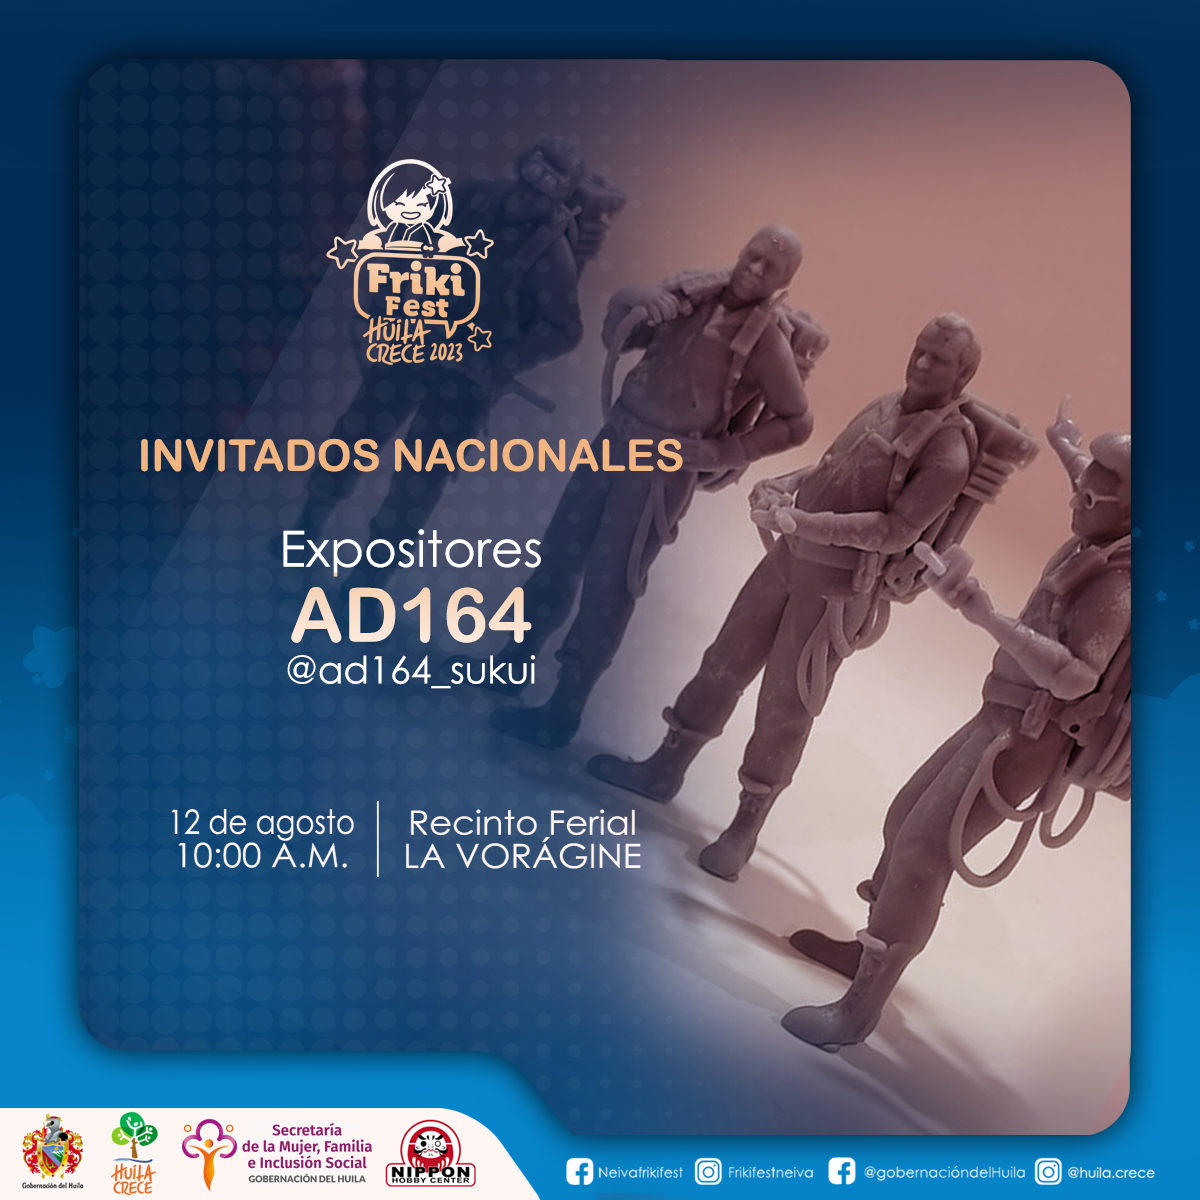 Friki
Fest
HUILA
CRECE 2023
INVITADOS NACIONALES
Expositores
AD164
@ad164_sukui
12 de agosto
10:00 A.M.
Recinto Ferial
LA VORÁGINE
Gobernación del Huila
HUILA
CRECE
Secretaría
de la Mujer, Familia
e Inclusión Social
GOBERNACIÓN DEL HUILA
NIPPON
HOBBY CENTER
Neivafrikifest
Frikifestneiva
@gobernacióndelHuila
@huila.crece